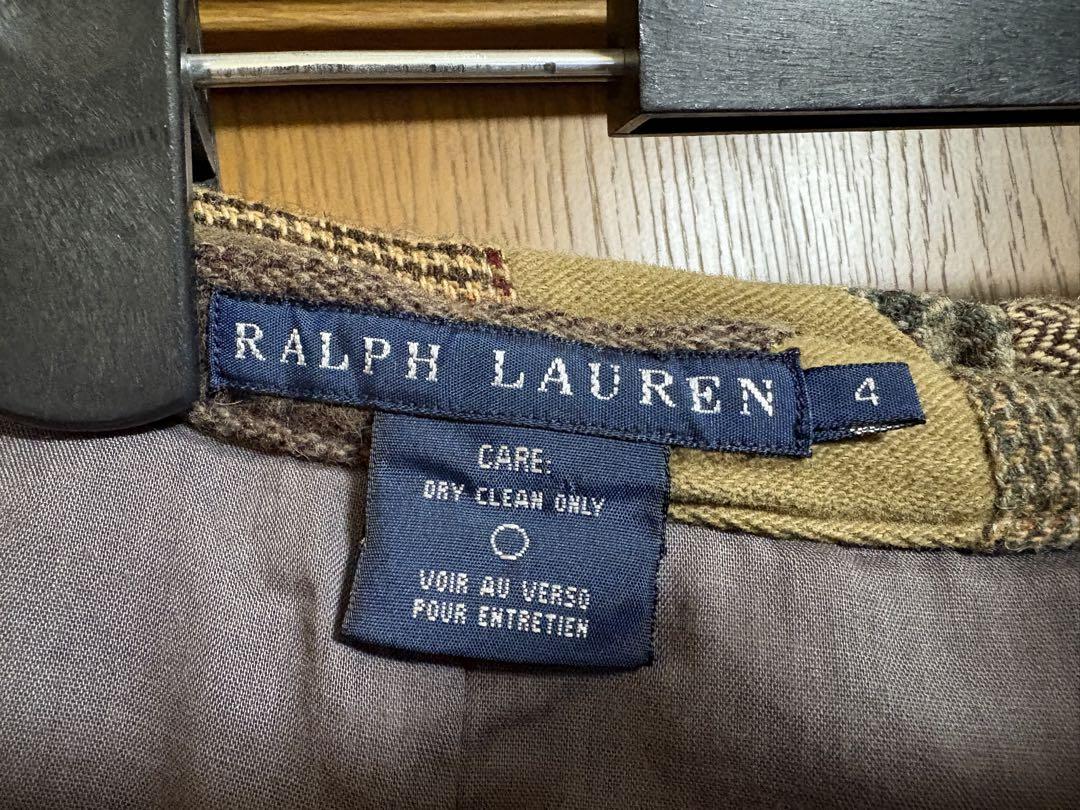 RALPH LAUREN
4
CARE:
DRY CLEAN ONLY
VOIR AU VERSO
POUR ENTRETIEN